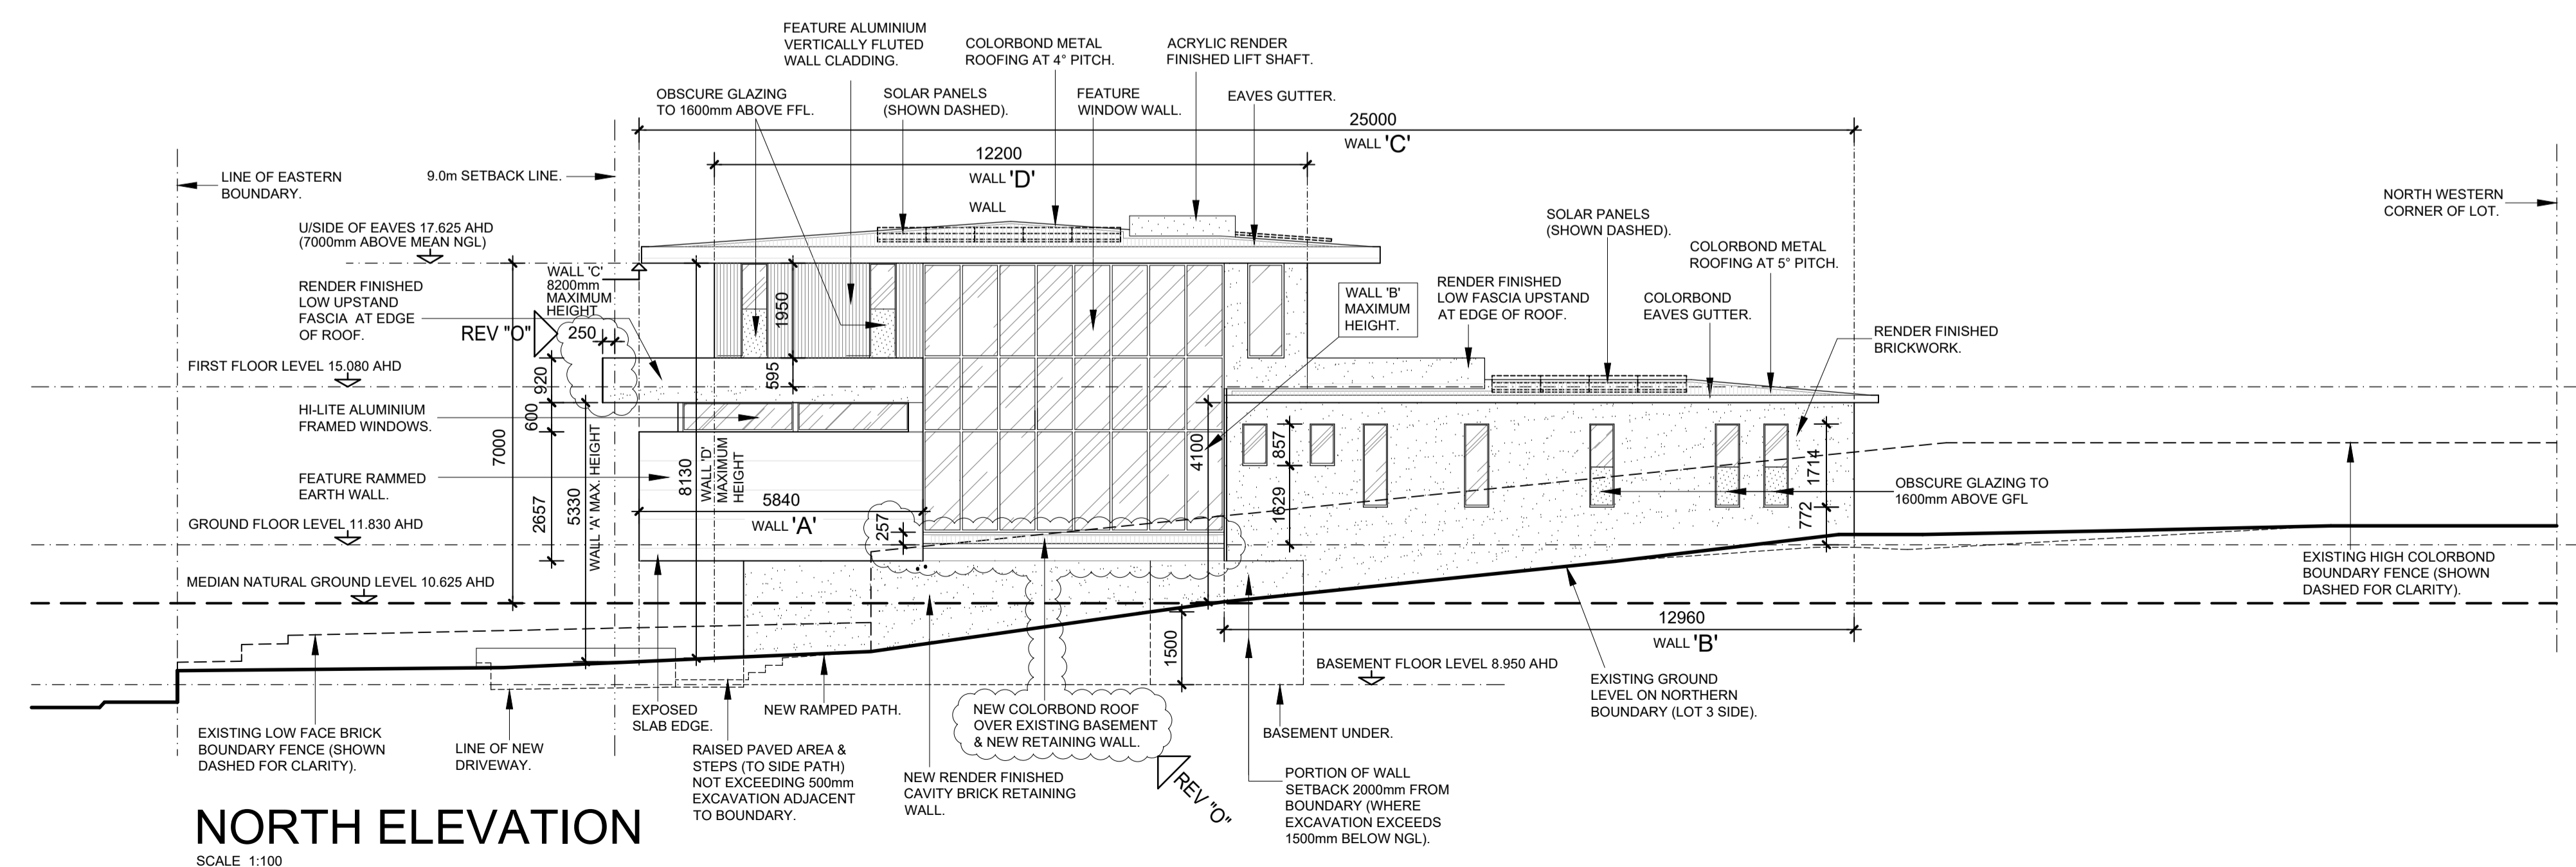 FEATURE ALUMINIUM
VERTICALLY FLUTED
WALL CLADDING.
COLORBOND METAL
ROOFING AT 4° PITCH.
ACRYLIC RENDER
FINISHED LIFT SHAFT.
OBSCURE GLAZING
TO 1600mm ABOVE FFL.
SOLAR PANELS
(SHOWN DASHED).
FEATURE
WINDOW WALL.
EAVES GUTTER.
25000
WALL 'C'
12200
WALL 'D'
WALL
LINE OF EASTERN
BOUNDARY.
9.0m SETBACK LINE.
NORTH WESTERN
CORNER OF LOT.
U/SIDE OF EAVES 17.625 AHD
(7000mm ABOVE MEAN NGL)
SOLAR PANELS
(SHOWN DASHED).
COLORBOND METAL
ROOFING AT 5° PITCH.
WALL 'C'
8200mm
MAXIMUM
HEIGHT
RENDER FINISHED
LOW UPSTAND
FASCIA AT EDGE
OF ROOF.
REV "O"
250
1950
WALL 'B'
MAXIMUM
HEIGHT.
RENDER FINISHED
LOW FASCIA UPSTAND
AT EDGE OF ROOF.
COLORBOND
EAVES GUTTER.
RENDER FINISHED
BRICKWORK.
FIRST FLOOR LEVEL 15.080 AHD
920
595
HI-LITE ALUMINIUM
FRAMED WINDOWS.
600
7000
FEATURE RAMMED
EARTH WALL.
2657
5330
WALL 'A' MAX. HEIGHT
8130
WALL 'D'
MAXIMUM
HEIGHT
5840
WALL 'A'
257
4100
857
1629
1714
772
OBSCURE GLAZING TO
1600mm ABOVE GFL
GROUND FLOOR LEVEL 11.830 AHD
EXISTING HIGH COLORBOND
BOUNDARY FENCE (SHOWN
DASHED FOR CLARITY).
MEDIAN NATURAL GROUND LEVEL 10.625 AHD
12960
WALL 'B'
1500
BASEMENT FLOOR LEVEL 8.950 AHD
EXISTING GROUND
LEVEL ON NORTHERN
BOUNDARY (LOT 3 SIDE).
EXISTING LOW FACE BRICK
BOUNDARY FENCE (SHOWN
DASHED FOR CLARITY).
LINE OF NEW
DRIVEWAY.
EXPOSED
SLAB EDGE.
NEW RAMPED PATH.
RAISED PAVED AREA &
STEPS (TO SIDE PATH)
NOT EXCEEDING 500mm
EXCAVATION ADJACENT
TO BOUNDARY.
NEW COLORBOND ROOF
OVER EXISTING BASEMENT
& NEW RETAINING WALL.
REV "O"
NEW RENDER FINISHED
CAVITY BRICK RETAINING
WALL.
BASEMENT UNDER.
PORTION OF WALL
SETBACK 2000mm FROM
BOUNDARY (WHERE
EXCAVATION EXCEEDS
1500mm BELOW NGL).
NORTH ELEVATION
SCALE 1:100